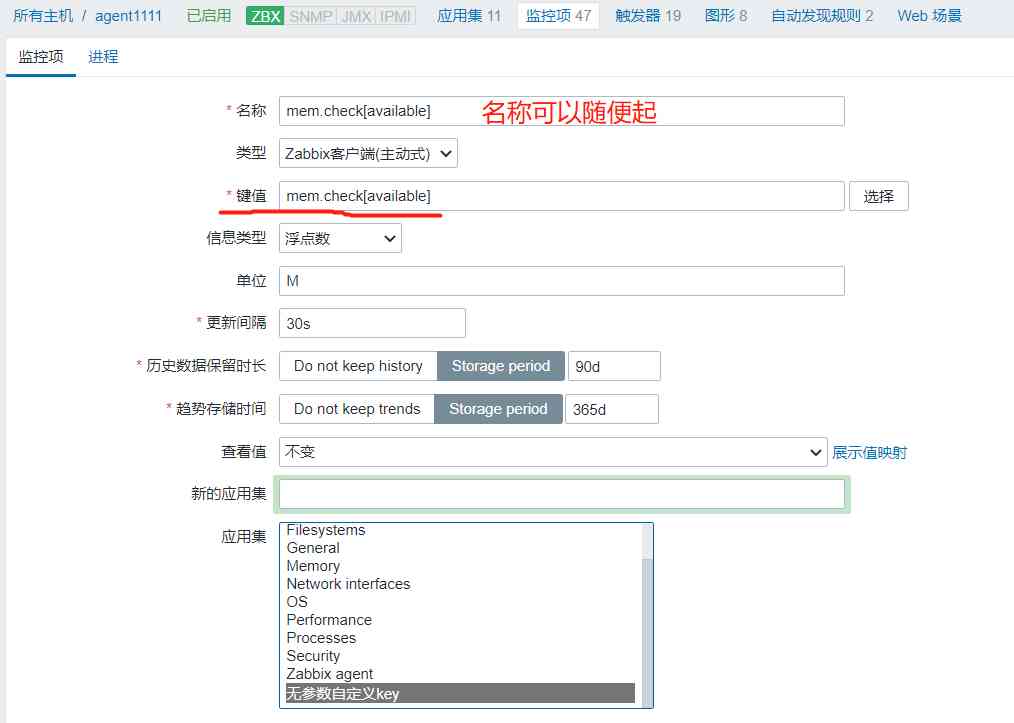 所有主机 / agent1111 已启用 ZBX SNMP JMX IPMI 应用集 11 监控项 47 触发器 19 图形 8 自动发现规则 2 Web 场景
监控项 进程
* 名称 mem.check[available] 名称可以随便起
类型 Zabbix客户端(主动式)
* 键值 mem.check[available] 选择
信息类型 浮点数
单位 M
* 更新间隔 30s
* 历史数据保留时长 Do not keep history Storage period 90d
* 趋势存储时间 Do not keep trends Storage period 365d
查看值 不变 展示值映射
新的应用集
应用集 Filesystems
General
Memory
Network interfaces
OS
Performance
Processes
Security
Zabbix agent
无参数自定义key